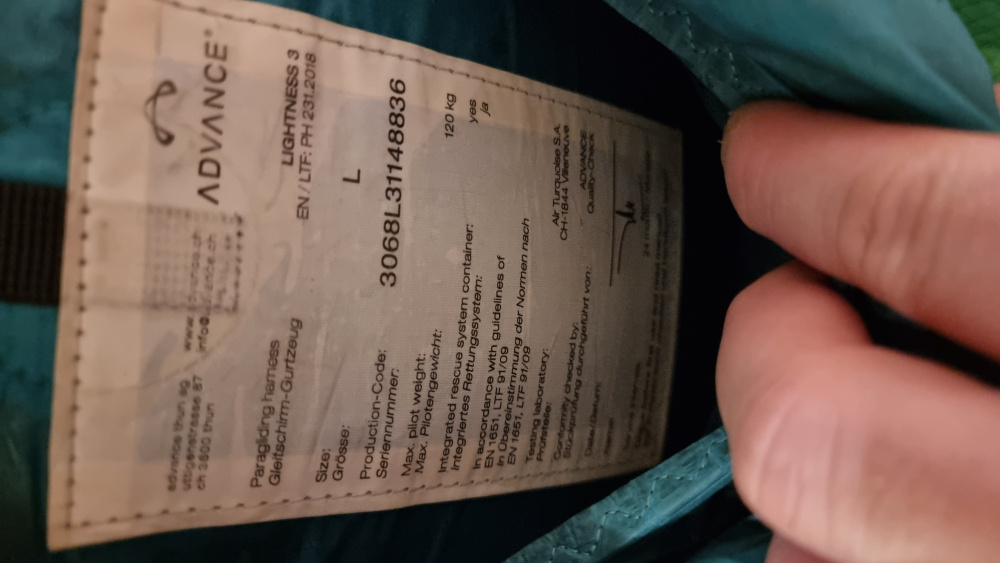 advance thun ag
uttigenstrasse 87
ch 3600 thun
ADVANCE®
Paragliding harness
Gleitschirm-Gurtzeug
LIGHTNESS 3
EN / LTF: PH 231.2018
Size:
Grösse:
L
Production-Code:
Seriennummer:
3068L31148836
Max. pilot weight:
Max. Pilotengewicht:
120 kg
Integrated rescue system container:
Integriertes Rettungssystem:
yes
ja
In accordance with guidelines of
EN 1651, LTF 91/09
In Übereinstimmung der Normen nach
EN 1651, LTF 91/09
Testing laboratory:
Prüfstelle:
Air Turquoise S.A.
CH-1844 Villeneuve
Conformity checked by:
Stückprüfung durchgeführt von:
ADVANCE
Quality-Check
Date/Datum: